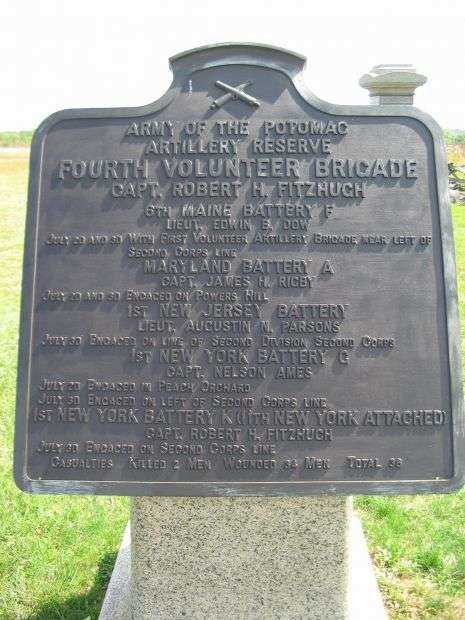 ARMY OF THE POTOMAC
ARTILLERY RESERVE
FOURTH VOLUNTEER BRIGADE
CAPT. ROBERT H. FITZHUGH
6TH MAINE BATTERY F
LIEUT. EDWIN B. DOW
JULY 2D AND 3D WITH FIRST VOLUNTEER ARTILLERY BRIGADE NEAR LEFT OF
SECOND CORPS LINE
MARYLAND BATTERY A
CAPT. JAMES H. RIGBY
JULY 2D AND 3D ENGAGED ON POWERS HILL
1ST NEW JERSEY BATTERY
LIEUT. AUGUSTIN N. PARSONS
JULY 3D ENGAGED ON LINE OF SECOND DIVISION SECOND CORPS
1ST NEW YORK BATTERY G
CAPT. NELSON AMES
JULY 2D ENGAGED IN PEACH ORCHARD
JULY 3D ENGAGED ON LEFT OF SECOND CORPS LINE
1ST NEW YORK BATTERY K (11TH NEW YORK ATTACHED)
CAPT. ROBERT H. FITZHUGH
JULY 3D ENGAGED ON SECOND CORPS LINE
CASUALTIES KILLED 2 MEN WOUNDED 34 MEN TOTAL 36